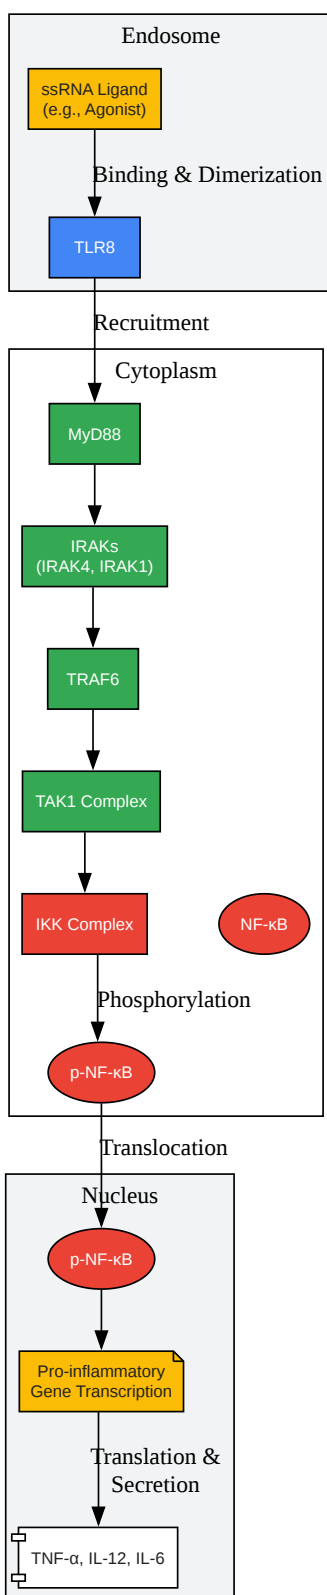 Endosome
ssRNA Ligand
(e.g., Agonist)
Binding & Dimerization
TLR8
Recruitment
Cytoplasm
MyD88
IRAKs
(IRAK4, IRAK1)
TRAF6
TAK1 Complex
IKK Complex
NF-κB
Phosphorylation
p-NF-κB
Translocation
Nucleus
p-NF-κB
Pro-inflammatory
Gene Transcription
Translation &
Secretion
TNF-α, IL-12, IL-6